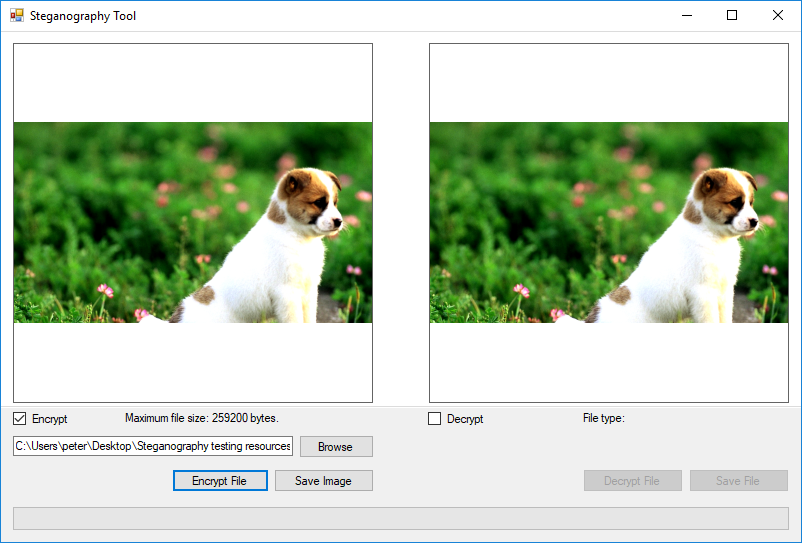 Steganography Tool
Encrypt
Maximum file size: 259200 bytes.
Decrypt
File type:
C:\Users\peter\Desktop\Steganography testing resources
Browse
Encrypt File
Save Image
Decrypt File
Save File